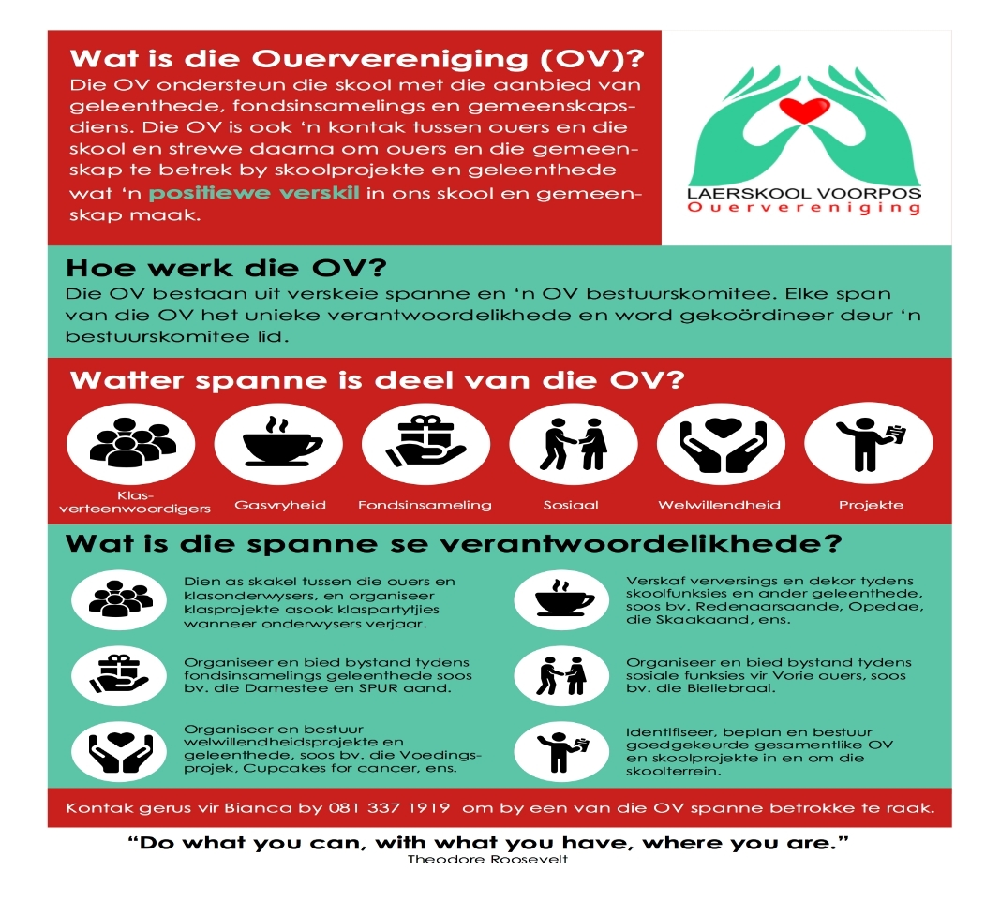 Wat is die Ouervereniging (OV)?
Die OV ondersteun die skool met die aanbied van
geleenthede, fondsinsamelings en gemeenskaps-
diens. Die OV is ook ‘n kontak tussen ouers en die
skool en strewe daarna om ouers en die gemeen-
skap te betrek by skoolprojekte en geleenthede
wat ‘n positiewe verskil in ons skool en gemeen-
skap maak.
LAERSKOOL VOORPOS
Ouervereniging
Hoe werk die OV?
Die OV bestaan uit verskeie spanne en ‘n OV bestuurskomitee. Elke span
van die OV het unieke verantwoordelikhede en word gekoördineer deur ‘n
bestuurskomitee lid.
Watter spanne is deel van die OV?
Klas-
verteenwoordigers
Gasvryheid
Fondsinsameling
Sosiaal
Welwillendheid
Projekte
Wat is die spanne se verantwoordelikhede?
Dien as skakel tussen die ouers en
klasonderwysers, en organiseer
klasprojekte asook klaspartytjies
wanneer onderwysers verjaar.
Verskaf verversings en dekor tydens
skoolfunksies en ander geleenthede,
soos bv. Redenaarsaande, Opedae,
die Skaakaand, ens.
Organiseer en bied bystand tydens
fondsinsamelings geleenthede soos
bv. die Damestee en SPUR aand.
Organiseer en bied bystand tydens
sosiale funksies vir Vorie ouers, soos
bv. die Bieliebraai.
Organiseer en bestuur
welwillendheidsprojekte en
geleenthede, soos bv. die Voedings-
projek, Cupcakes for cancer, ens.
Identifiseer, beplan en bestuur
goedgekeurde gesamentlike OV
en skoolprojekte in en om die
skoolterrein.
Kontak gerus vir Bianca by 081 337 1919 om by een van die OV spanne betrokke te raak.
“Do what you can, with what you have, where you are.”
Theodore Roosevelt